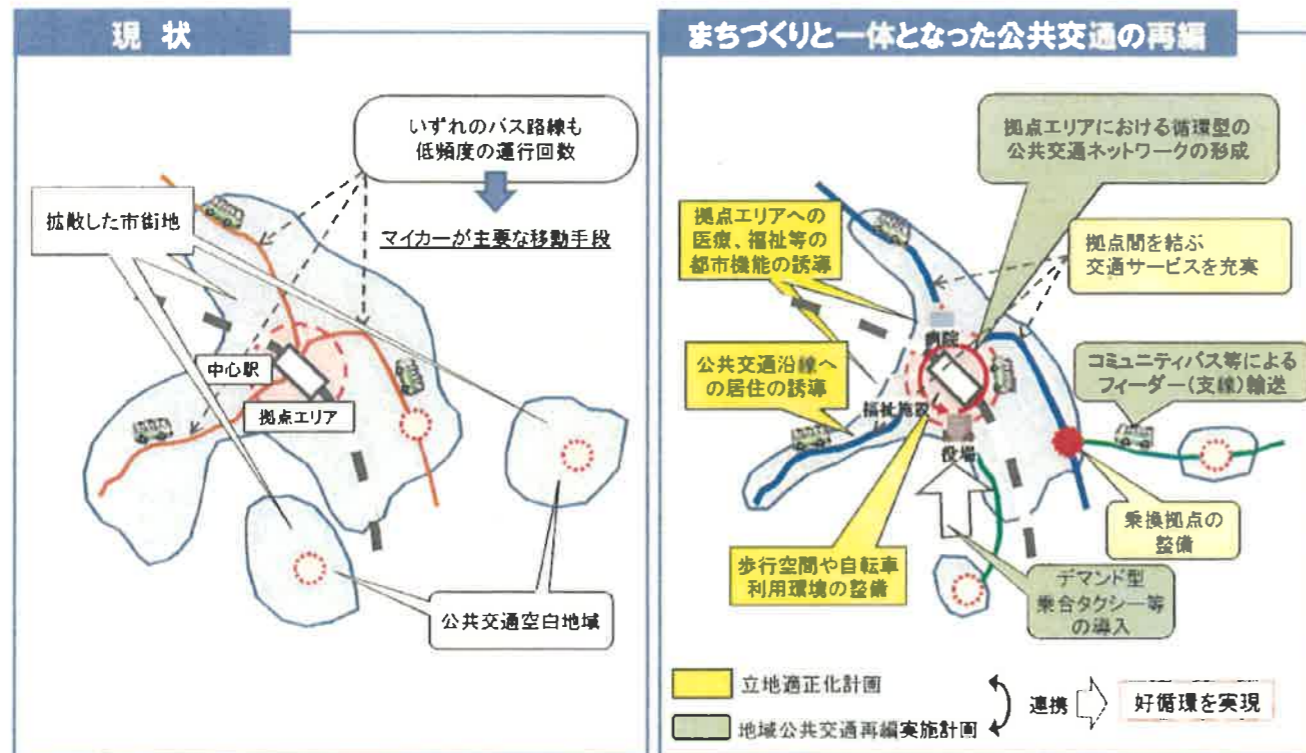 現 状
いずれのバス路線も
低頻度の運行回数
マイカーが主要な移動手段
拡散した市街地
中心駅
拠点エリア
公共交通空白地域
まちづくりと一体となった公共交通の再編
拠点エリアにおける循環型の
公共交通ネットワークの形成
拠点エリアへの
医療、福祉等の
都市機能の誘導
拠点間を結ぶ
交通サービスを充実
病院
公共交通沿線へ
の居住の誘導
コミュニティバス等による
フィーダー(支線)輸送
福祉施設
役場
乗換拠点の
整備
歩行空間や自転車
利用環境の整備
デマンド型
乗合タクシー等
の導入
立地適正化計画
地域公共交通再編実施計画
連携
好循環を実現